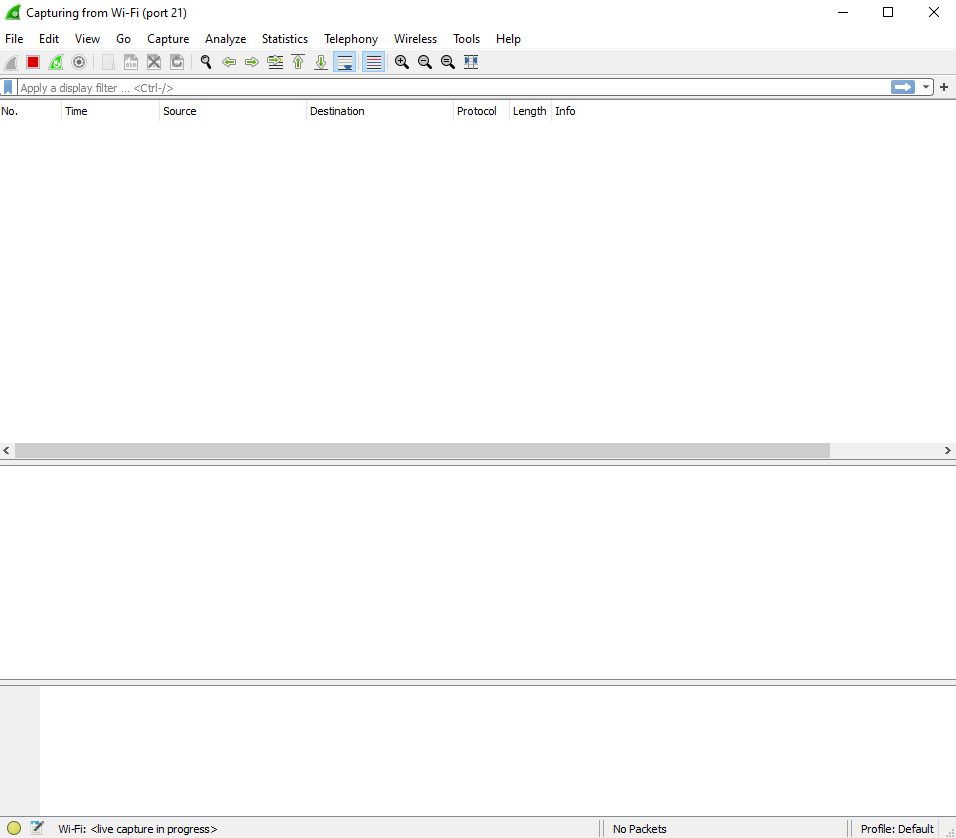 Capturing from Wi-Fi (port 21)
File Edit View Go Capture Analyze Statistics Telephony Wireless Tools Help
Apply a display filter ... <Ctrl-/>
No. Time Source Destination Protocol Length Info
Wi-Fi: <live capture in progress> No Packets Profile: Default